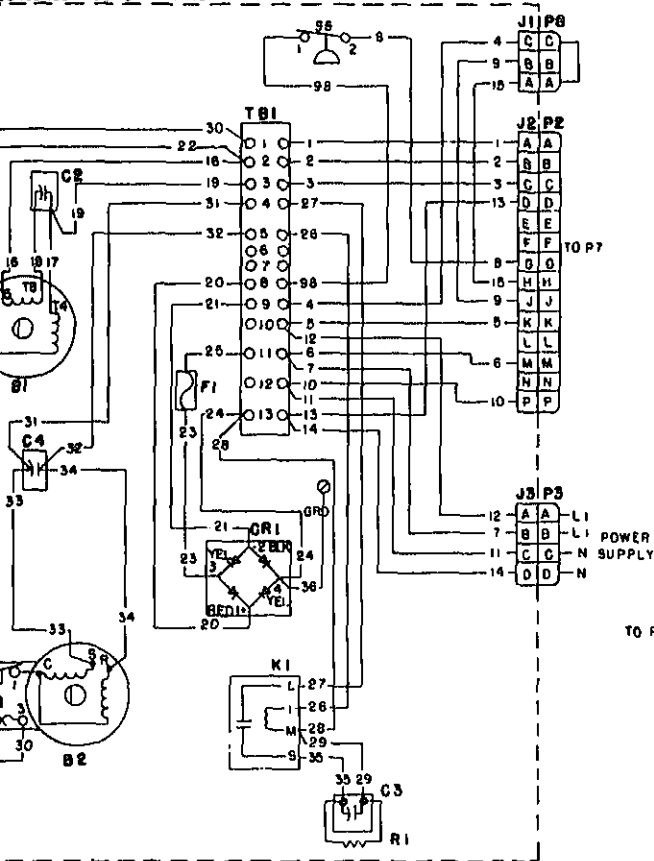 J1 P8
4 C C
9 B B
15 A A
96
1 2 8
98
TB1
J2 P2
30 1 1 1 A A
22
16 2 2 2 B B
C2
19 3 3 3 C C
19
31 4 27 13 D D
E E
32 5 26 F F TO P7
6
7 8 G G
16 18 17 15 H H
20 8 98 9 J J
T8
T4
21 9 4
10 5 5 K K
12 L L
25 11 6 6 M M
7
B1 F1 12 10 N N
11 10 P P
31 24 13 13
14
C4 23 28
32
34
33
GRD
J3 P3
12 A A L1
21 CR1 7 B B L1 POWER
YEL 2 BLK 24 11 C C N SUPPLY
23 3
4 36 14 D D N
RED 1+ YEL
20
34
33
TO P
C S R
1
3
30
B2
K1
L 27
1 26
M 28
29
S 35
35 29
C3
R1